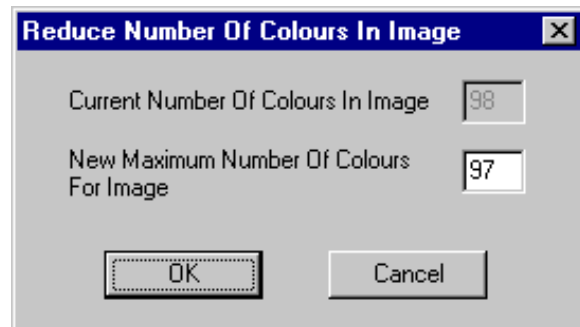 Reduce Number Of Colours In Image
Current Number Of Colours In Image 98
New Maximum Number Of Colours
For Image 97
OK Cancel